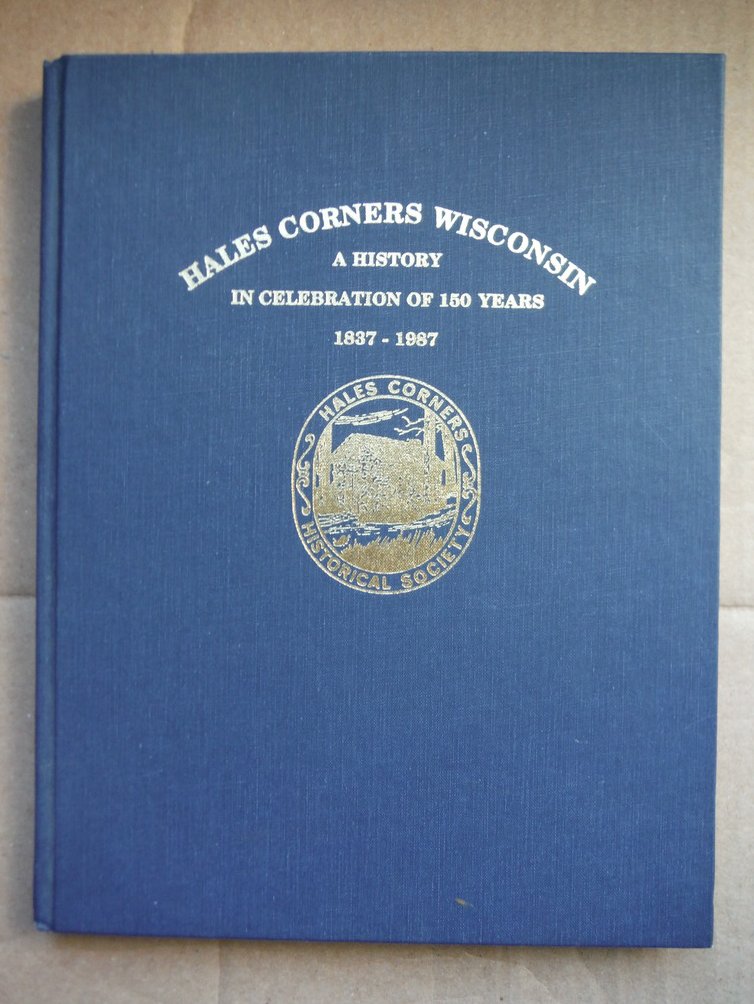 HALES CORNERS WISCONSIN
A HISTORY
IN CELEBRATION OF 150 YEARS
1837 - 1987
HALES CORNERS
HISTORICAL SOCIETY